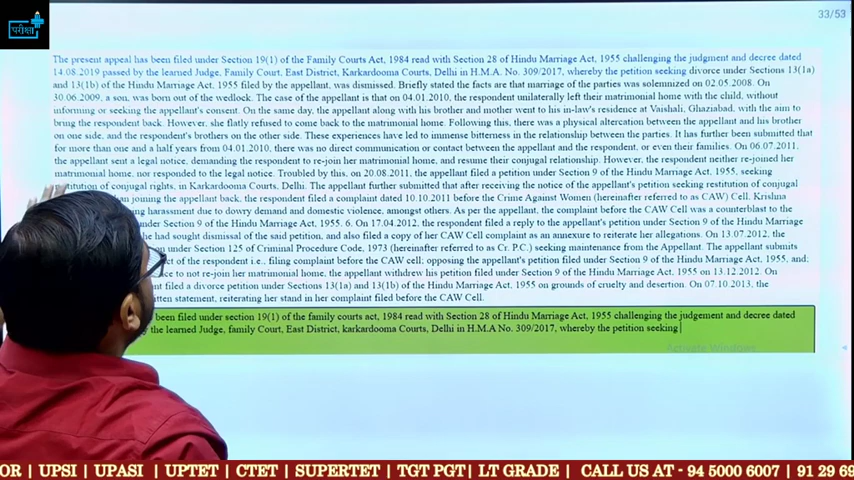 परीक्षा
33/53
The present appeal has been filed under Section 19(1) of the Family Courts Act, 1984 read with Section 28 of Hindu Marriage Act, 1955 challenging the judgment and decree dated
14.08.2019 passed by the learned Judge, Family Court, East District, Karkardooma Courts, Delhi in H.M.A. No. 309/2017, whereby the petition seeking divorce under Sections 13(1a)
and 13(1b) of the Hindu Marriage Act, 1955 filed by the appellant, was dismissed. Briefly stated the facts are that marriage of the parties was solemnized on 02.05.2008. On
30.06.2009, a son, was born out of the wedlock. The case of the appellant is that on 04.01.2010, the respondent unilaterally left their matrimonial home with the child, without
informing or seeking the appellant's consent. On the same day, the appellant along with his brother and mother went to his in-law's residence at Vaishali, Ghaziabad, with the aim to
bring the respondent back. However, she flatly refused to come back to the matrimonial home. Following this, there was a physical altercation between the appellant and his brother
on one side, and the respondent's brothers on the other side. These experiences have led to immense bitterness in the relationship between the parties. It has further been submitted that
for more than one and a half years from 04.01.2010, there was no direct communication or contact between the appellant and the respondent, or even their families. On 06.07.2011,
the appellant sent a legal notice, demanding the respondent to re-join her matrimonial home, and resume their conjugal relationship. However, the respondent neither re-joined her
matrimonial home, nor responded to the legal notice. Troubled by this, on 20.08.2011, the appellant filed a petition under Section 9 of the Hindu Marriage Act, 1955, seeking
of conjugal rights, in Karkardooma Courts, Delhi. The appellant further submitted that after receiving the notice of the appellant's petition seeking restitution of conjugal
joining the appellant back, the respondent filed a complaint dated 10.10.2011 before the Crime Against Women (hereinafter referred to as CAW) Cell, Krishna
harassment due to dowry demand and domestic violence, amongst others. As per the appellant, the complaint before the CAW Cell was a counterblast to the
under Section 9 of the Hindu Marriage Act, 1955. 6. On 17.04.2012, the respondent filed a reply to the appellant's petition under Section 9 of the Hindu Marriage
he had sought dismissal of the said petition, and also filed a copy of her CAW Cell complaint as an annexure to reiterate her allegations. On 13.07.2012, the
on under Section 125 of Criminal Procedure Code, 1973 (hereinafter referred to as Cr. P.C.) seeking maintenance from the Appellant. The appellant submits
ct of the respondent i.e., filing complaint before the CAW cell; opposing the appellant's petition filed under Section 9 of the Hindu Marriage Act, 1955, and;
ce to not re-join her matrimonial home, the appellant withdrew his petition filed under Section 9 of the Hindu Marriage Act, 1955 on 13.12.2012. On
nt filed a divorce petition under Sections 13(1a) and 13(1b) of the Hindu Marriage Act, 1955 on grounds of cruelty and desertion. On 07.10.2013, the
itten statement, reiterating her stand in her complaint filed before the CAW Cell.
been filed under section 19(1) of the family courts act, 1984 read with Section 28 of Hindu Marriage Act, 1955 challenging the judgement and decree dated
the learned Judge, family Court, East District, karkardooma Courts, Delhi in H.M.A No. 309/2017, whereby the petition seeking
Activate Windows
OR | UPSI | UPASI | UPTET | CTET | SUPERTET | TGT PGT| LT GRADE | CALL US AT - 94 5000 6007 | 91 29 69